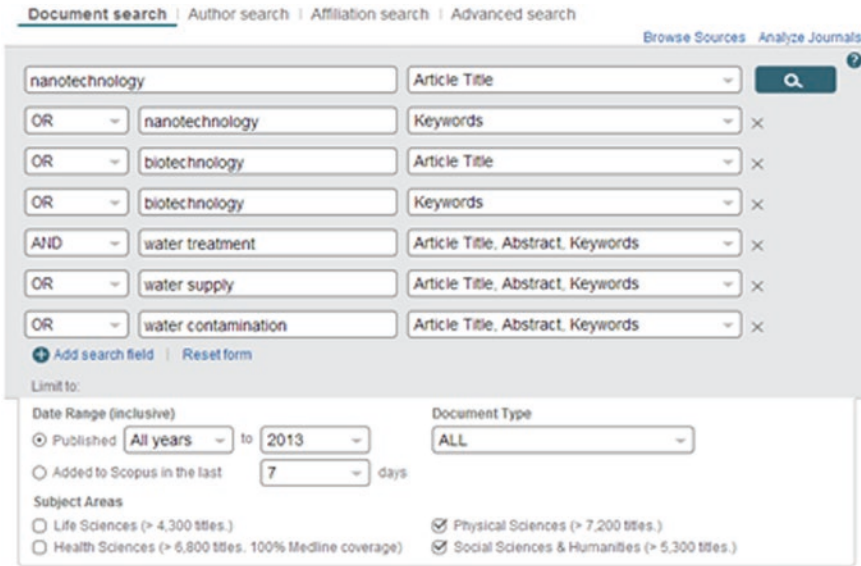 Document search | Author search | Affiliation search | Advanced search
Browse Sources Analyze Journals
?
nanotechnology Article Title
OR nanotechnology Keywords
OR biotechnology Article Title
OR biotechnology Keywords
AND water treatment Article Title, Abstract, Keywords
OR water supply Article Title, Abstract, Keywords
OR water contamination Article Title, Abstract, Keywords
Add search field | Reset form
Limit to:
Date Range (inclusive) Document Type
Published All years to 2013 ALL
Added to Scopus in the last 7 days
Subject Areas
Life Sciences (> 4,300 titles.) Physical Sciences (> 7,200 titles.)
Health Sciences (> 6,800 titles. 100% Medline coverage) Social Sciences & Humanities (> 5,300 titles.)